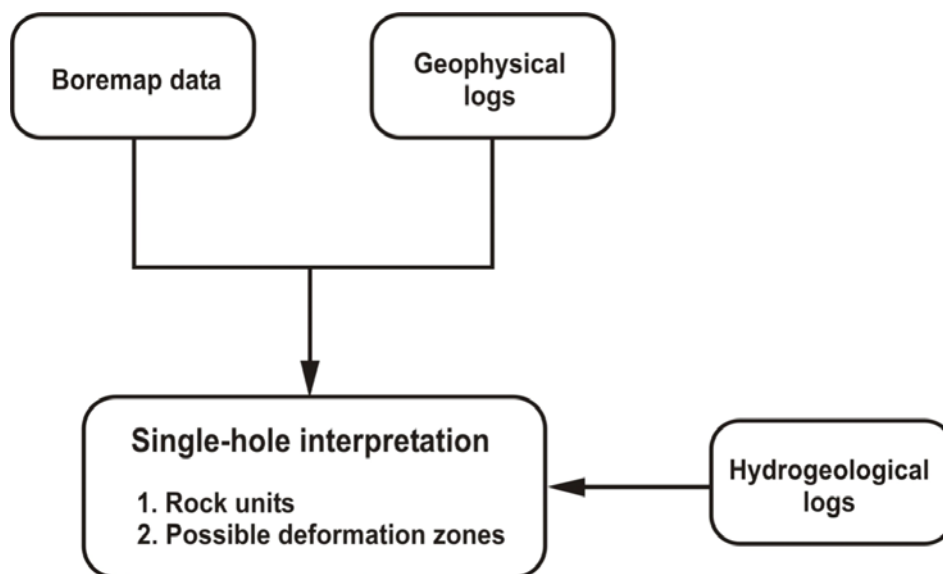 Boremap data
Geophysical
logs
Single-hole interpretation
1. Rock units
2. Possible deformation zones
Hydrogeological
logs